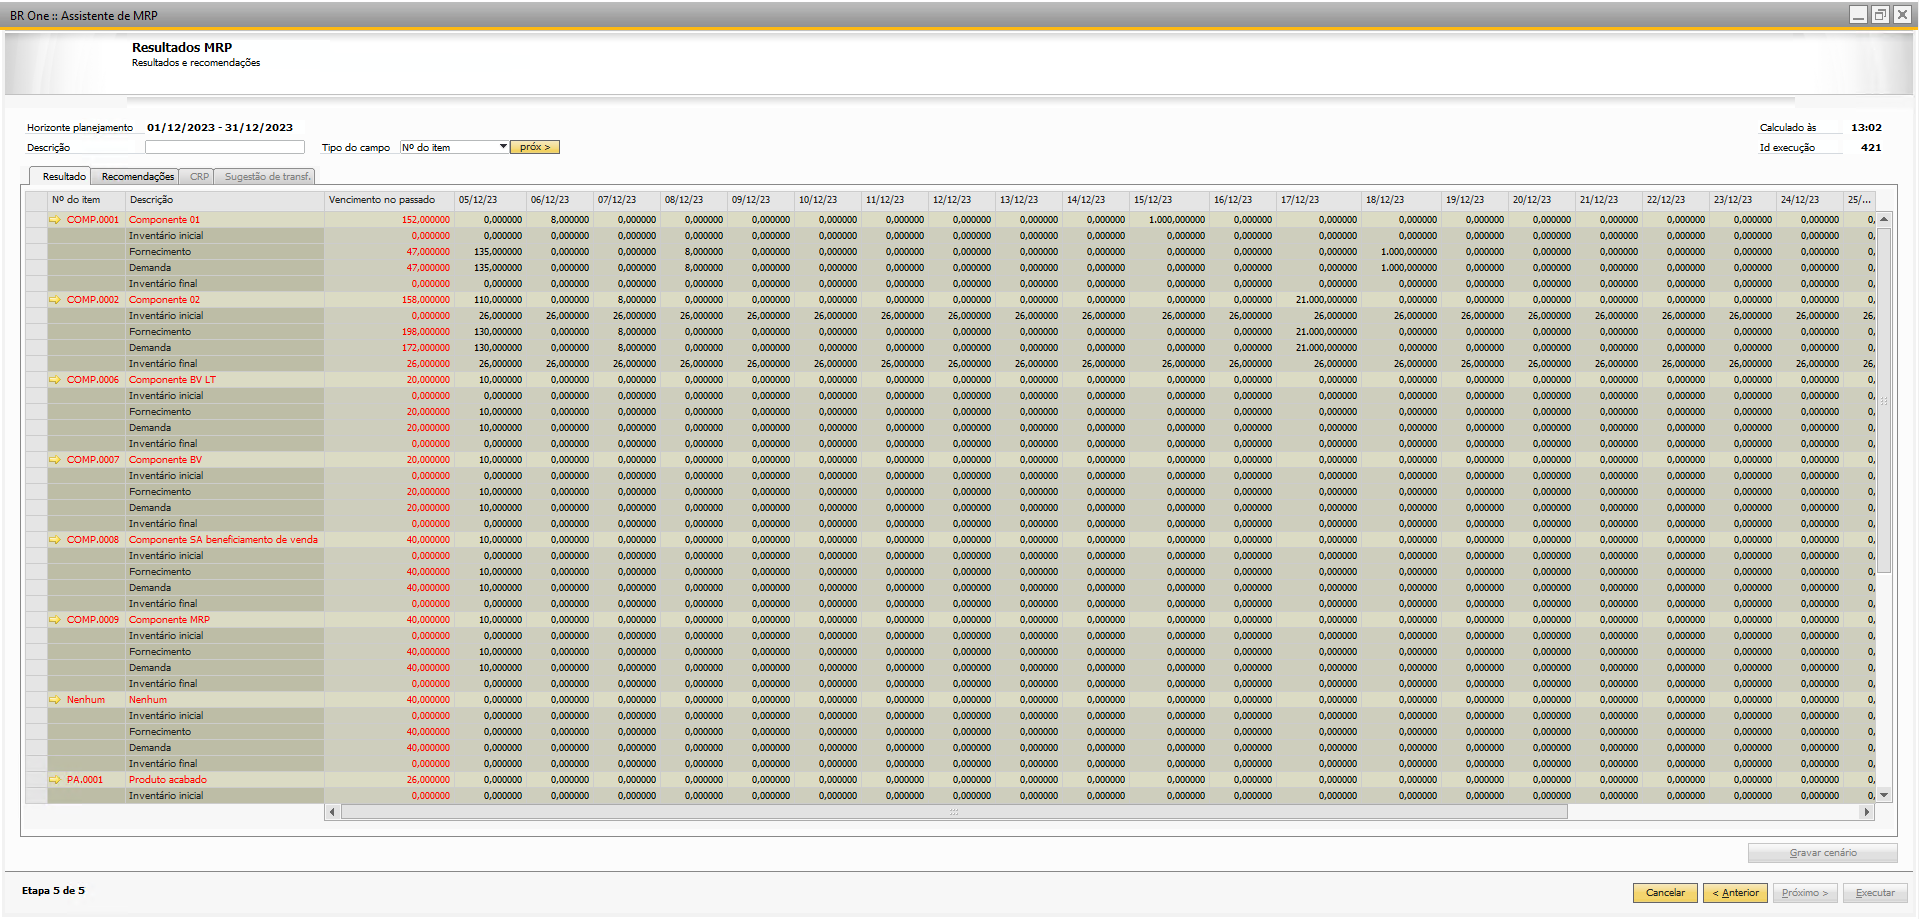 BR One :: Assistente de MRP
Resultados MRP
Resultados e recomendações
Horizonte planejamento 01/12/2023 - 31/12/2023 Calculado às 13:02
Descrição Tipo do campo Nº do item próx > Id execução 421
Resultado Recomendações CRP Sugestão de transf.
Nº do item Descrição Vencimento no passado 05/12/23 06/12/23 07/12/23 08/12/23 09/12/23 10/12/23 11/12/23 12/12/23 13/12/23 14/12/23 15/12/23 16/12/23 17/12/23 18/12/23 19/12/23 20/12/23 21/12/23 22/12/23 23/12/23 24/12/23 25/...
COMP.0001 Componente 01 152,000000 0,000000 8,000000 0,000000 0,000000 0,000000 0,000000 0,000000 0,000000 0,000000 0,000000 1.000,000000 0,000000 0,000000 0,000000 0,000000 0,000000 0,000000 0,000000 0,000000 0,000000 0,
Inventário inicial 0,000000 0,000000 0,000000 0,000000 0,000000 0,000000 0,000000 0,000000 0,000000 0,000000 0,000000 0,000000 0,000000 0,000000 0,000000 0,000000 0,000000 0,000000 0,000000 0,000000 0,000000 0,
Fornecimento 47,000000 135,000000 0,000000 0,000000 8,000000 0,000000 0,000000 0,000000 0,000000 0,000000 0,000000 0,000000 0,000000 0,000000 1.000,000000 0,000000 0,000000 0,000000 0,000000 0,000000 0,000000 0,
Demanda 47,000000 135,000000 0,000000 0,000000 8,000000 0,000000 0,000000 0,000000 0,000000 0,000000 0,000000 0,000000 0,000000 0,000000 1.000,000000 0,000000 0,000000 0,000000 0,000000 0,000000 0,000000 0,
Inventário final 0,000000 0,000000 0,000000 0,000000 0,000000 0,000000 0,000000 0,000000 0,000000 0,000000 0,000000 0,000000 0,000000 0,000000 0,000000 0,000000 0,000000 0,000000 0,000000 0,000000 0,000000 0,
COMP.0002 Componente 02 158,000000 110,000000 0,000000 8,000000 0,000000 0,000000 0,000000 0,000000 0,000000 0,000000 0,000000 0,000000 0,000000 21.000,000000 0,000000 0,000000 0,000000 0,000000 0,000000 0,000000 0,000000 0,
Inventário inicial 0,000000 26,000000 26,000000 26,000000 26,000000 26,000000 26,000000 26,000000 26,000000 26,000000 26,000000 26,000000 26,000000 26,000000 26,000000 26,000000 26,000000 26,000000 26,000000 26,000000 26,000000 26,
Fornecimento 198,000000 130,000000 0,000000 8,000000 0,000000 0,000000 0,000000 0,000000 0,000000 0,000000 0,000000 0,000000 0,000000 21.000,000000 0,000000 0,000000 0,000000 0,000000 0,000000 0,000000 0,000000 0,
Demanda 172,000000 130,000000 0,000000 8,000000 0,000000 0,000000 0,000000 0,000000 0,000000 0,000000 0,000000 0,000000 0,000000 21.000,000000 0,000000 0,000000 0,000000 0,000000 0,000000 0,000000 0,000000 0,
Inventário final 26,000000 26,000000 26,000000 26,000000 26,000000 26,000000 26,000000 26,000000 26,000000 26,000000 26,000000 26,000000 26,000000 26,000000 26,000000 26,000000 26,000000 26,000000 26,000000 26,000000 26,000000 26,
COMP.0006 Componente BV LT 20,000000 10,000000 0,000000 0,000000 0,000000 0,000000 0,000000 0,000000 0,000000 0,000000 0,000000 0,000000 0,000000 0,000000 0,000000 0,000000 0,000000 0,000000 0,000000 0,000000 0,000000 0,
Inventário inicial 0,000000 0,000000 0,000000 0,000000 0,000000 0,000000 0,000000 0,000000 0,000000 0,000000 0,000000 0,000000 0,000000 0,000000 0,000000 0,000000 0,000000 0,000000 0,000000 0,000000 0,000000 0,
Fornecimento 20,000000 10,000000 0,000000 0,000000 0,000000 0,000000 0,000000 0,000000 0,000000 0,000000 0,000000 0,000000 0,000000 0,000000 0,000000 0,000000 0,000000 0,000000 0,000000 0,000000 0,000000 0,
Demanda 20,000000 10,000000 0,000000 0,000000 0,000000 0,000000 0,000000 0,000000 0,000000 0,000000 0,000000 0,000000 0,000000 0,000000 0,000000 0,000000 0,000000 0,000000 0,000000 0,000000 0,000000 0,
Inventário final 0,000000 0,000000 0,000000 0,000000 0,000000 0,000000 0,000000 0,000000 0,000000 0,000000 0,000000 0,000000 0,000000 0,000000 0,000000 0,000000 0,000000 0,000000 0,000000 0,000000 0,000000 0,
COMP.0007 Componente BV 20,000000 10,000000 0,000000 0,000000 0,000000 0,000000 0,000000 0,000000 0,000000 0,000000 0,000000 0,000000 0,000000 0,000000 0,000000 0,000000 0,000000 0,000000 0,000000 0,000000 0,000000 0,
Inventário inicial 0,000000 0,000000 0,000000 0,000000 0,000000 0,000000 0,000000 0,000000 0,000000 0,000000 0,000000 0,000000 0,000000 0,000000 0,000000 0,000000 0,000000 0,000000 0,000000 0,000000 0,000000 0,
Fornecimento 20,000000 10,000000 0,000000 0,000000 0,000000 0,000000 0,000000 0,000000 0,000000 0,000000 0,000000 0,000000 0,000000 0,000000 0,000000 0,000000 0,000000 0,000000 0,000000 0,000000 0,000000 0,
Demanda 20,000000 10,000000 0,000000 0,000000 0,000000 0,000000 0,000000 0,000000 0,000000 0,000000 0,000000 0,000000 0,000000 0,000000 0,000000 0,000000 0,000000 0,000000 0,000000 0,000000 0,000000 0,
Inventário final 0,000000 0,000000 0,000000 0,000000 0,000000 0,000000 0,000000 0,000000 0,000000 0,000000 0,000000 0,000000 0,000000 0,000000 0,000000 0,000000 0,000000 0,000000 0,000000 0,000000 0,000000 0,
COMP.0008 Componente SA beneficiamento de venda 40,000000 10,000000 0,000000 0,000000 0,000000 0,000000 0,000000 0,000000 0,000000 0,000000 0,000000 0,000000 0,000000 0,000000 0,000000 0,000000 0,000000 0,000000 0,000000 0,000000 0,000000 0,
Inventário inicial 0,000000 0,000000 0,000000 0,000000 0,000000 0,000000 0,000000 0,000000 0,000000 0,000000 0,000000 0,000000 0,000000 0,000000 0,000000 0,000000 0,000000 0,000000 0,000000 0,000000 0,000000 0,
Fornecimento 40,000000 10,000000 0,000000 0,000000 0,000000 0,000000 0,000000 0,000000 0,000000 0,000000 0,000000 0,000000 0,000000 0,000000 0,000000 0,000000 0,000000 0,000000 0,000000 0,000000 0,000000 0,
Demanda 40,000000 10,000000 0,000000 0,000000 0,000000 0,000000 0,000000 0,000000 0,000000 0,000000 0,000000 0,000000 0,000000 0,000000 0,000000 0,000000 0,000000 0,000000 0,000000 0,000000 0,000000 0,
Inventário final 0,000000 0,000000 0,000000 0,000000 0,000000 0,000000 0,000000 0,000000 0,000000 0,000000 0,000000 0,000000 0,000000 0,000000 0,000000 0,000000 0,000000 0,000000 0,000000 0,000000 0,000000 0,
COMP.0009 Componente MRP 40,000000 10,000000 0,000000 0,000000 0,000000 0,000000 0,000000 0,000000 0,000000 0,000000 0,000000 0,000000 0,000000 0,000000 0,000000 0,000000 0,000000 0,000000 0,000000 0,000000 0,000000 0,
Inventário inicial 0,000000 0,000000 0,000000 0,000000 0,000000 0,000000 0,000000 0,000000 0,000000 0,000000 0,000000 0,000000 0,000000 0,000000 0,000000 0,000000 0,000000 0,000000 0,000000 0,000000 0,000000 0,
Fornecimento 40,000000 10,000000 0,000000 0,000000 0,000000 0,000000 0,000000 0,000000 0,000000 0,000000 0,000000 0,000000 0,000000 0,000000 0,000000 0,000000 0,000000 0,000000 0,000000 0,000000 0,000000 0,
Demanda 40,000000 10,000000 0,000000 0,000000 0,000000 0,000000 0,000000 0,000000 0,000000 0,000000 0,000000 0,000000 0,000000 0,000000 0,000000 0,000000 0,000000 0,000000 0,000000 0,000000 0,000000 0,
Inventário final 0,000000 0,000000 0,000000 0,000000 0,000000 0,000000 0,000000 0,000000 0,000000 0,000000 0,000000 0,000000 0,000000 0,000000 0,000000 0,000000 0,000000 0,000000 0,000000 0,000000 0,000000 0,
Nenhum Nenhum 40,000000 0,000000 0,000000 0,000000 0,000000 0,000000 0,000000 0,000000 0,000000 0,000000 0,000000 0,000000 0,000000 0,000000 0,000000 0,000000 0,000000 0,000000 0,000000 0,000000 0,000000 0,
Inventário inicial 0,000000 0,000000 0,000000 0,000000 0,000000 0,000000 0,000000 0,000000 0,000000 0,000000 0,000000 0,000000 0,000000 0,000000 0,000000 0,000000 0,000000 0,000000 0,000000 0,000000 0,000000 0,
Fornecimento 40,000000 0,000000 0,000000 0,000000 0,000000 0,000000 0,000000 0,000000 0,000000 0,000000 0,000000 0,000000 0,000000 0,000000 0,000000 0,000000 0,000000 0,000000 0,000000 0,000000 0,000000 0,
Demanda 40,000000 0,000000 0,000000 0,000000 0,000000 0,000000 0,000000 0,000000 0,000000 0,000000 0,000000 0,000000 0,000000 0,000000 0,000000 0,000000 0,000000 0,000000 0,000000 0,000000 0,000000 0,
Inventário final 0,000000 0,000000 0,000000 0,000000 0,000000 0,000000 0,000000 0,000000 0,000000 0,000000 0,000000 0,000000 0,000000 0,000000 0,000000 0,000000 0,000000 0,000000 0,000000 0,000000 0,000000 0,
PA.0001 Produto acabado 26,000000 0,000000 0,000000 0,000000 0,000000 0,000000 0,000000 0,000000 0,000000 0,000000 0,000000 0,000000 0,000000 0,000000 0,000000 0,000000 0,000000 0,000000 0,000000 0,000000 0,000000 0,
Inventário inicial 0,000000 0,000000 0,000000 0,000000 0,000000 0,000000 0,000000 0,000000 0,000000 0,000000 0,000000 0,000000 0,000000 0,000000 0,000000 0,000000 0,000000 0,000000 0,000000 0,000000 0,000000 0,
Gravar cenário
Etapa 5 de 5 Cancelar < Anterior Próximo > Executar